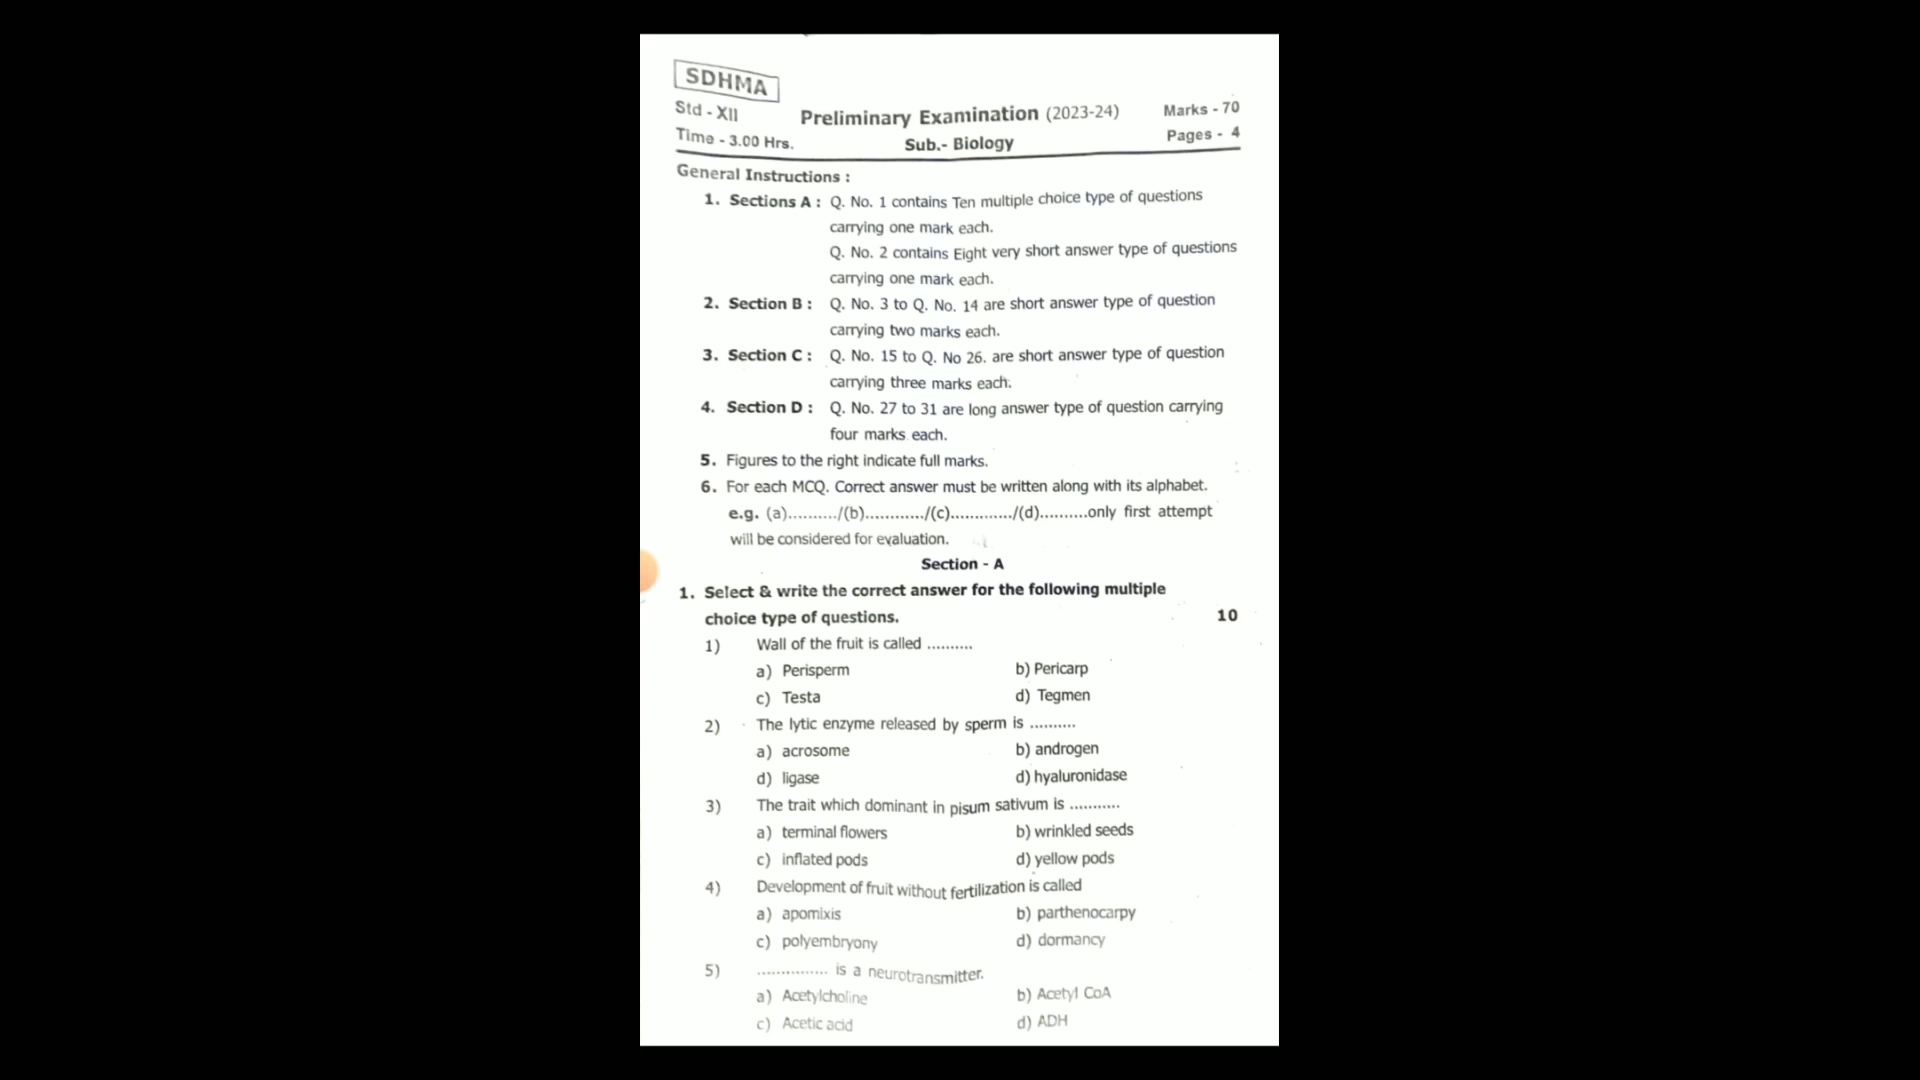 SDHMA
Std - XII
Preliminary Examination (2023-24)
Marks - 70
Time - 3.00 Hrs.
Sub.- Biology
Pages - 4
General Instructions :
1. Sections A : Q. No. 1 contains Ten multiple choice type of questions
carrying one mark each.
Q. No. 2 contains Eight very short answer type of questions
carrying one mark each.
2. Section B : Q. No. 3 to Q. No. 14 are short answer type of question
carrying two marks each.
3. Section C : Q. No. 15 to Q. No 26. are short answer type of question
carrying three marks each.
4. Section D : Q. No. 27 to 31 are long answer type of question carrying
four marks each.
5. Figures to the right indicate full marks.
6. For each MCQ. Correct answer must be written along with its alphabet.
e.g. (a)........../(b)............/(c)............./(d)..........only first attempt
will be considered for evaluation.
Section - A
1. Select & write the correct answer for the following multiple
choice type of questions. 10
1) Wall of the fruit is called ..........
a) Perisperm b) Pericarp
c) Testa d) Tegmen
2) The lytic enzyme released by sperm is ..........
a) acrosome b) androgen
d) ligase d) hyaluronidase
3) The trait which dominant in pisum sativum is ...........
a) terminal flowers b) wrinkled seeds
c) inflated pods d) yellow pods
4) Development of fruit without fertilization is called
a) apomixis b) parthenocarpy
c) polyembryony d) dormancy
5) ............... is a neurotransmitter.
a) Acetylcholine b) Acetyl CoA
c) Acetic acid d) ADH